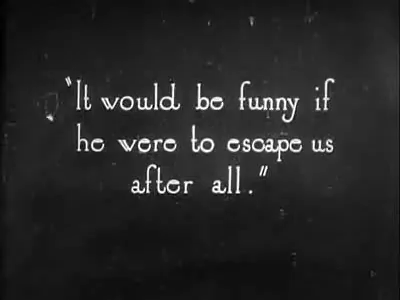 "It would be funny if
he were to escape us
after all."